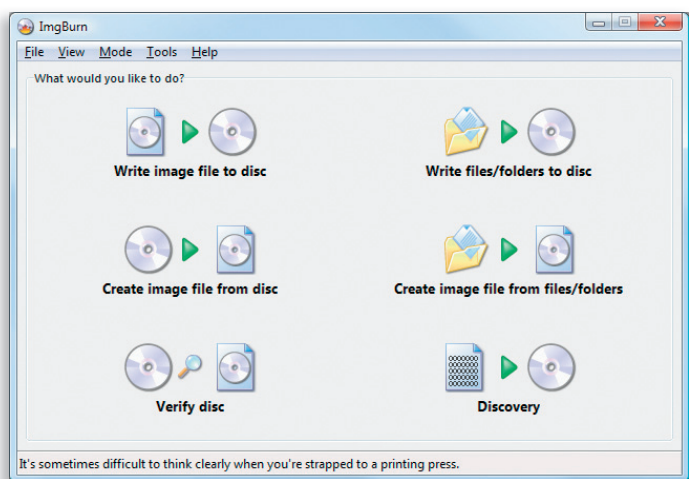 ImgBurn
File View Mode Tools Help
What would you like to do?
Write image file to disc
Write files/folders to disc
Create image file from disc
Create image file from files/folders
Verify disc
Discovery
It's sometimes difficult to think clearly when you're strapped to a printing press.